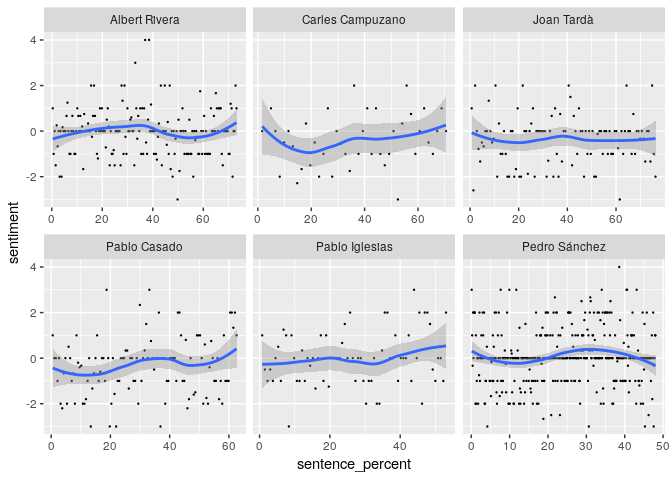 Albert Rivera Carles Campuzano Joan Tardà
4
2
0
-2
sentiment
0 20 40 60 0 20 40 60 0 20 40 60
Pablo Casado Pablo Iglesias Pedro Sánchez
4
2
0
-2
0 20 40 60 0 20 40 0 10 20 30 40 50
sentence_percent